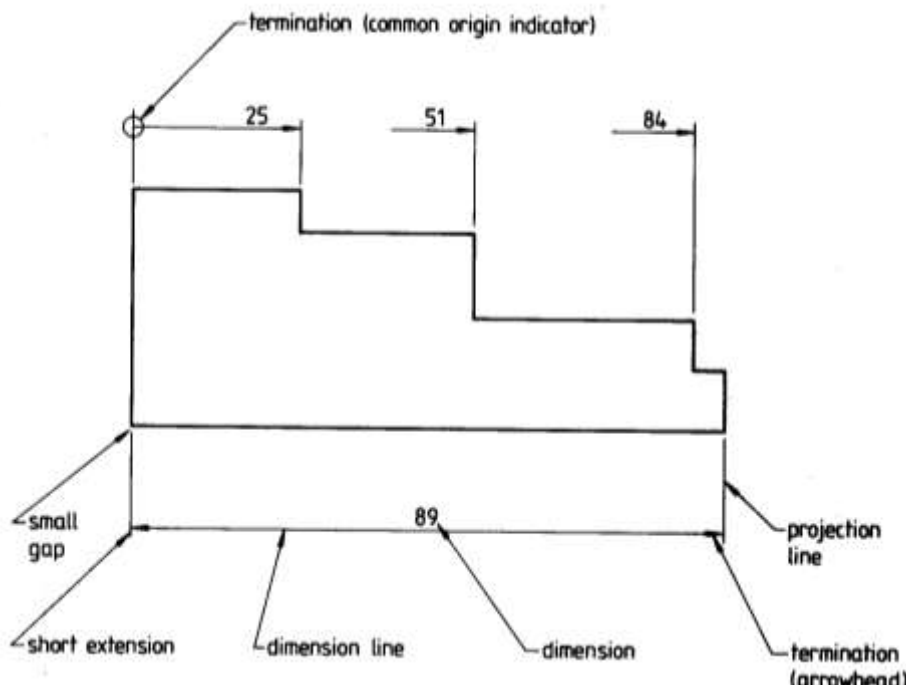 termination (common origin indicator)
25
51
84
small
gap
89
projection
line
short extension
dimension line
dimension
termination
(arrowhead)